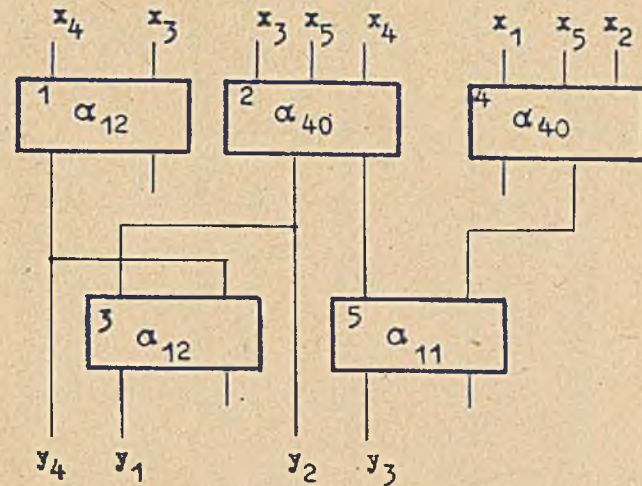 x₄ x₃ x₃ x₅ x₄ x₁ x₅ x₂
1 2 4
α₁₂ α₄₀ α₄₀
3 5
α₁₂ α₁₁
y₄ y₁ y₂ y₃